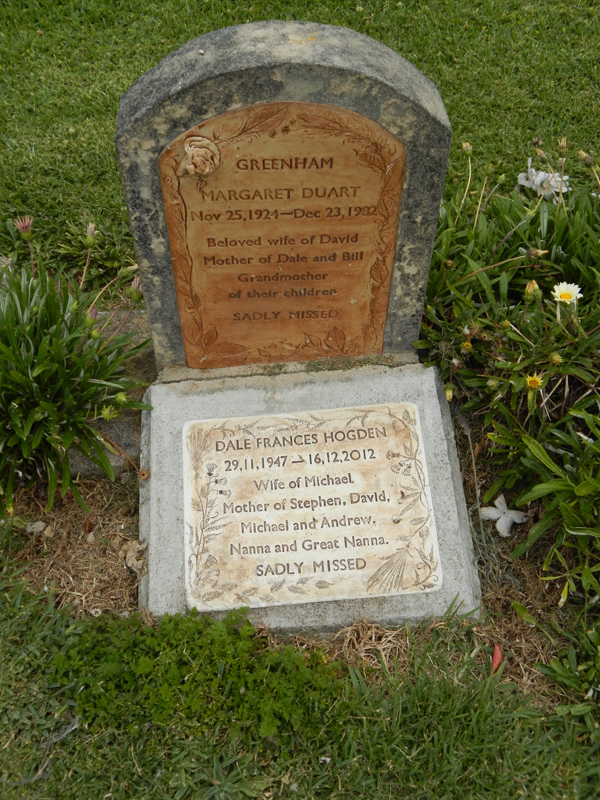 GREENHAM
MARGARET DUART
Nov 25, 1924—Dec 23, 1982
Beloved wife of David
Mother of Dale and Bill
Grandmother
of their children
SADLY MISSED
DALE FRANCES HOGDEN
29.11.1947 — 16.12.2012
Wife of Michael.
Mother of Stephen, David,
Michael and Andrew.
Nanna and Great Nanna.
SADLY MISSED